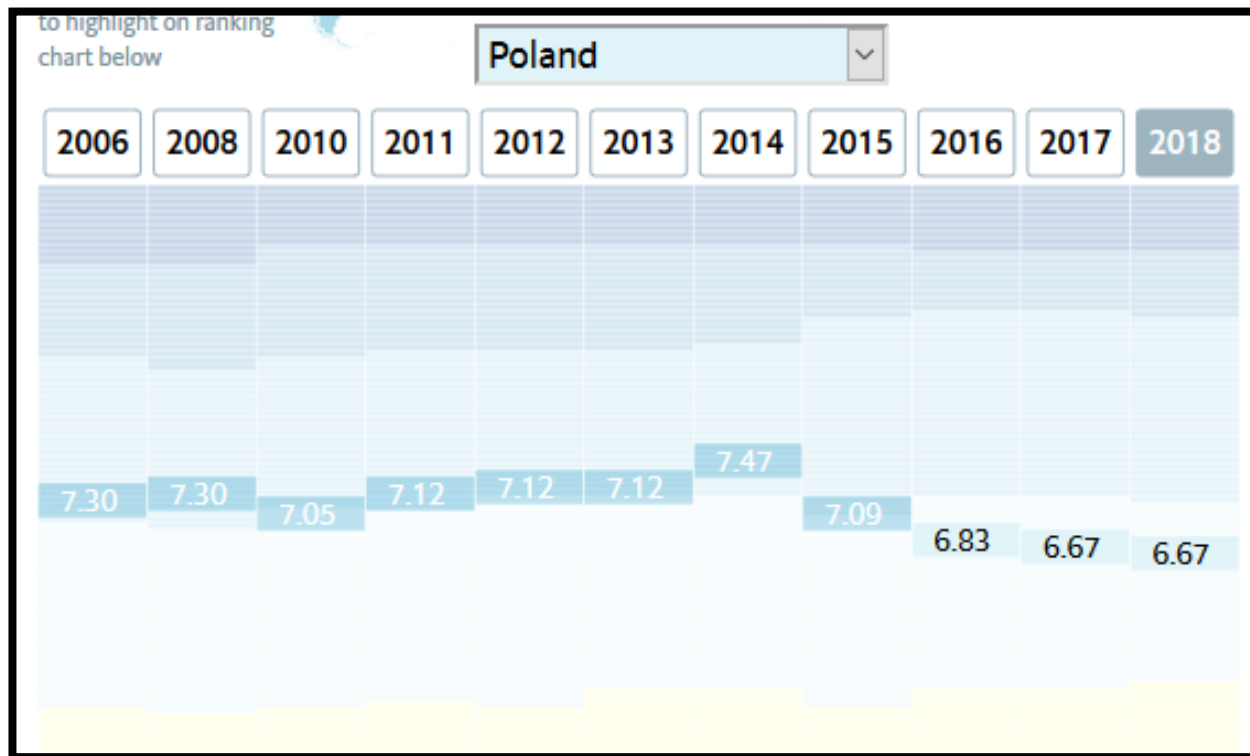 to highlight on ranking
chart below
Poland
2006 2008 2010 2011 2012 2013 2014 2015 2016 2017 2018
7.30 7.30 7.05 7.12 7.12 7.12 7.47 7.09 6.83 6.67 6.67